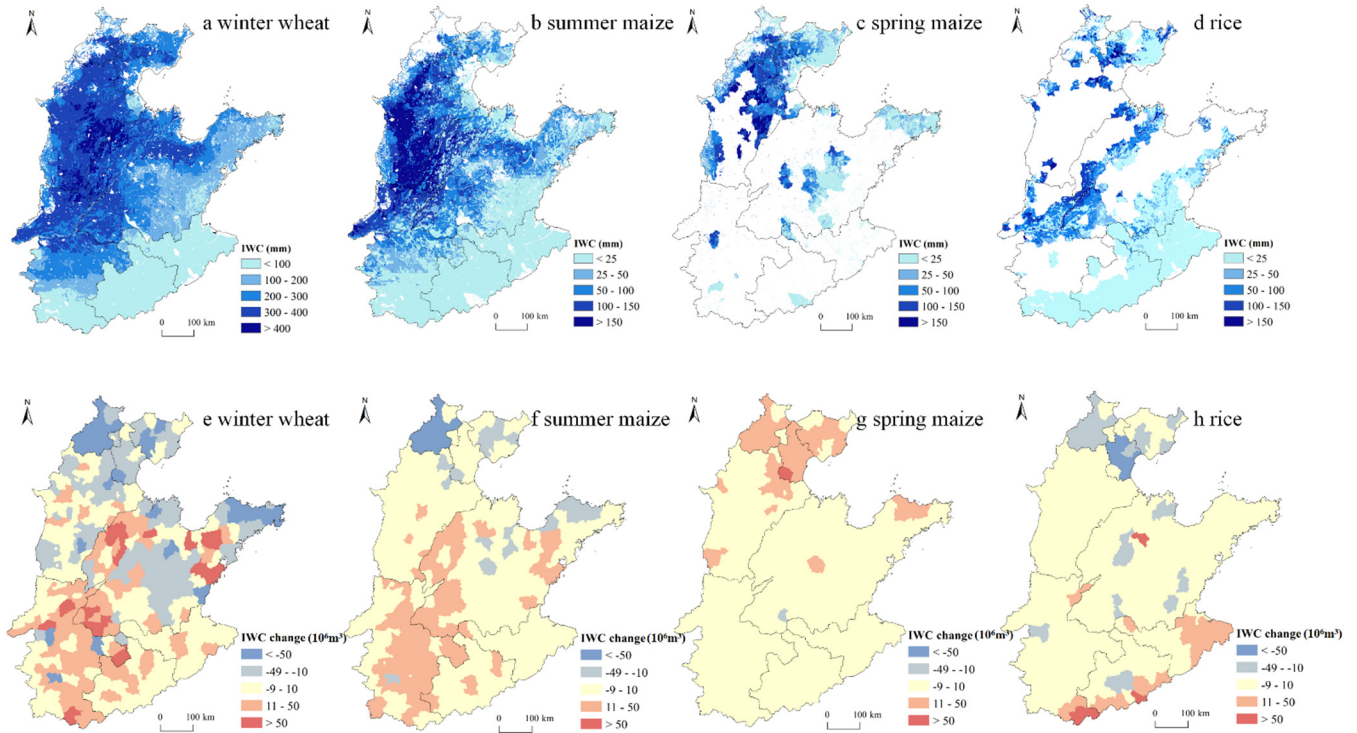 N
a winter wheat
IWC (mm)
< 100
100 - 200
200 - 300
300 - 400
> 400
0 100 km
N
b summer maize
IWC (mm)
< 25
25 - 50
50 - 100
100 - 150
> 150
0 100 km
N
c spring maize
IWC (mm)
< 25
25 - 50
50 - 100
100 - 150
> 150
0 100 km
N
d rice
IWC (mm)
< 25
25 - 50
50 - 100
100 - 150
> 150
0 100 km
N
e winter wheat
IWC change (10⁶m³)
< -50
-49 - -10
-9 - 10
11 - 50
> 50
0 100 km
N
f summer maize
IWC change (10⁶m³)
< -50
-49 - -10
-9 - 10
11 - 50
> 50
0 100 km
N
g spring maize
IWC change (10⁶m³)
< -50
-49 - -10
-9 - 10
11 - 50
> 50
0 100 km
N
h rice
IWC change (10⁶m³)
< -50
-49 - -10
-9 - 10
11 - 50
> 50
0 100 km